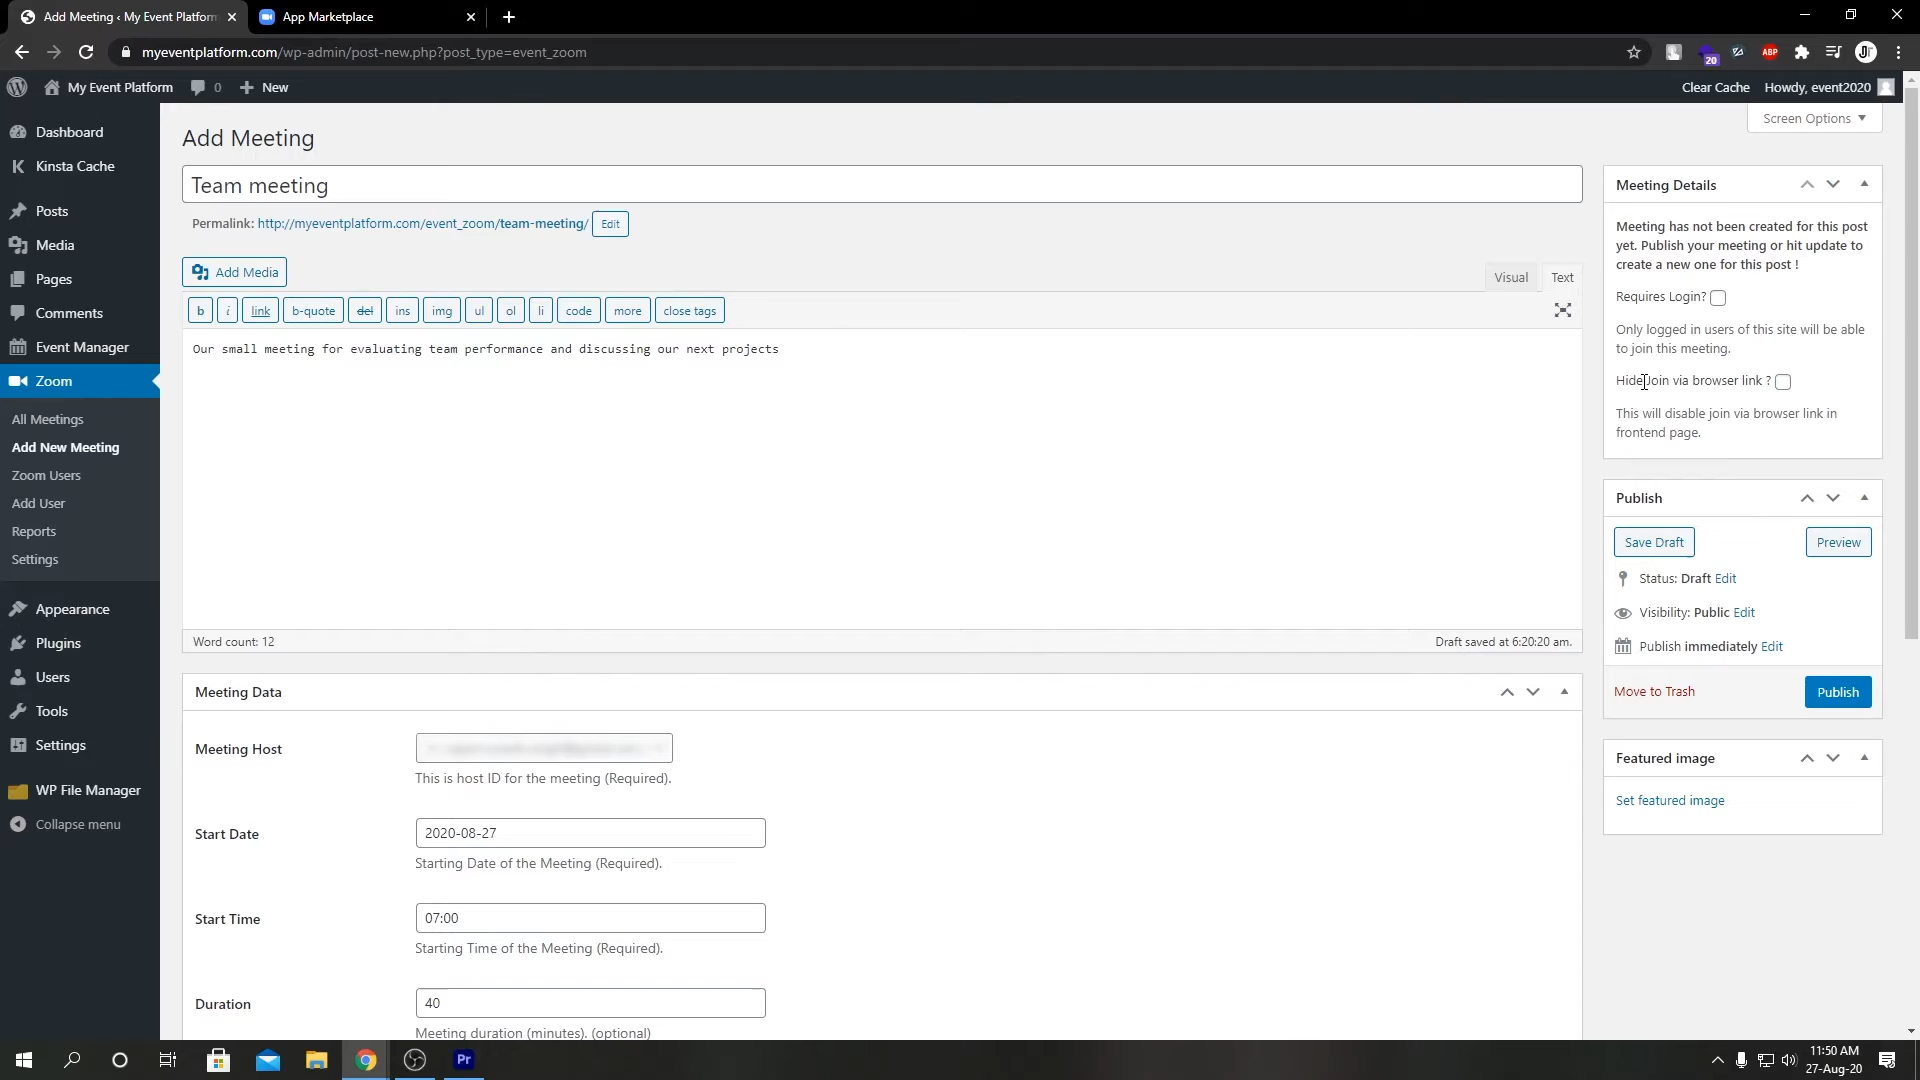 Add Meeting ‹ My Event Platform
App Marketplace
myeventplatform.com/wp-admin/post-new.php?post_type=event_zoom
20
ABP
My Event Platform
0
New
Clear Cache
Howdy, event2020
Dashboard
Kinsta Cache
Posts
Media
Pages
Comments
Event Manager
Zoom
All Meetings
Add New Meeting
Zoom Users
Add User
Reports
Settings
Appearance
Plugins
Users
Tools
Settings
WP File Manager
Collapse menu
Screen Options
Add Meeting
Team meeting
Permalink: http://myeventplatform.com/event_zoom/team-meeting/ Edit
Add Media
Visual Text
b i link b-quote del ins img ul ol li code more close tags
Our small meeting for evaluating team performance and discussing our next projects
Word count: 12
Draft saved at 6:20:20 am.
Meeting Data
Meeting Host
This is host ID for the meeting (Required).
Start Date
2020-08-27
Starting Date of the Meeting (Required).
Start Time
07:00
Starting Time of the Meeting (Required).
Duration
40
Meeting duration (minutes). (optional)
Meeting Details
Meeting has not been created for this post
yet. Publish your meeting or hit update to
create a new one for this post !
Requires Login?
Only logged in users of this site will be able
to join this meeting.
Hide Join via browser link ?
This will disable join via browser link in
frontend page.
Publish
Save Draft
Preview
Status: Draft Edit
Visibility: Public Edit
Publish immediately Edit
Move to Trash
Publish
Featured image
Set featured image
Pr
11:50 AM
27-Aug-20